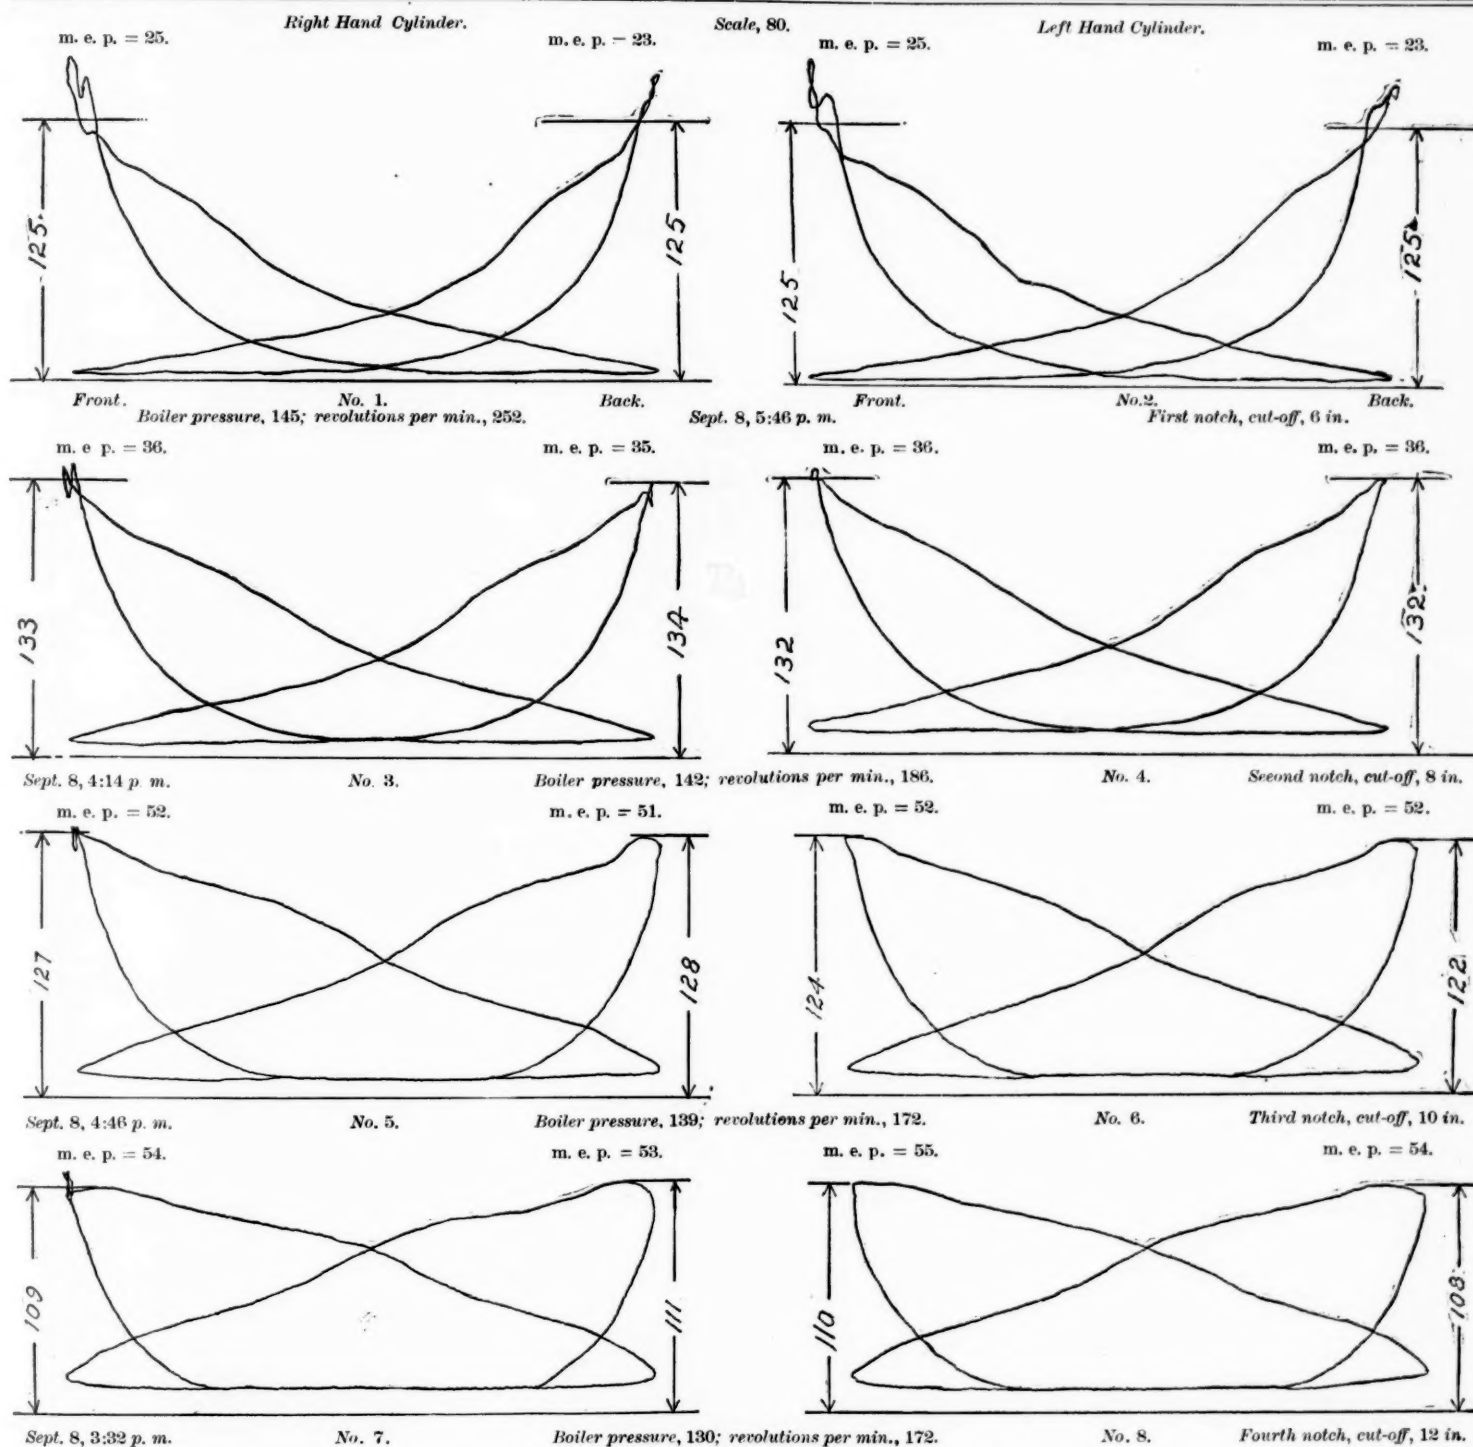 Right Hand Cylinder. Scale, 80. Left Hand Cylinder.
m. e. p. = 25. m. e. p. = 23. m. e. p. = 25. m. e. p. = 23.
125 125 125 125
Front. No. 1. Back. Front. No. 2. Back.
Boiler pressure, 145; revolutions per min., 252. Sept. 8, 5:46 p. m. First notch, cut-off, 6 in.
m. e p. = 36. m. e. p. = 35. m. e. p. = 36. m. e. p. = 36.
133 134 132 132
Sept. 8, 4:14 p. m. No. 3. Boiler pressure, 142; revolutions per min., 186. No. 4. Second notch, cut-off, 8 in.
m. e. p. = 52. m. e. p. = 51. m. e. p. = 52. m. e. p. = 52.
127 128 124 122
Sept. 8, 4:46 p. m. No. 5. Boiler pressure, 139; revolutions per min., 172. No. 6. Third notch, cut-off, 10 in.
m. e. p. = 54. m. e. p. = 53. m. e. p. = 55. m. e. p. = 54.
109 111 110 108
Sept. 8, 3:32 p. m. No. 7. Boiler pressure, 130; revolutions per min., 172. No. 8. Fourth notch, cut-off, 12 in.